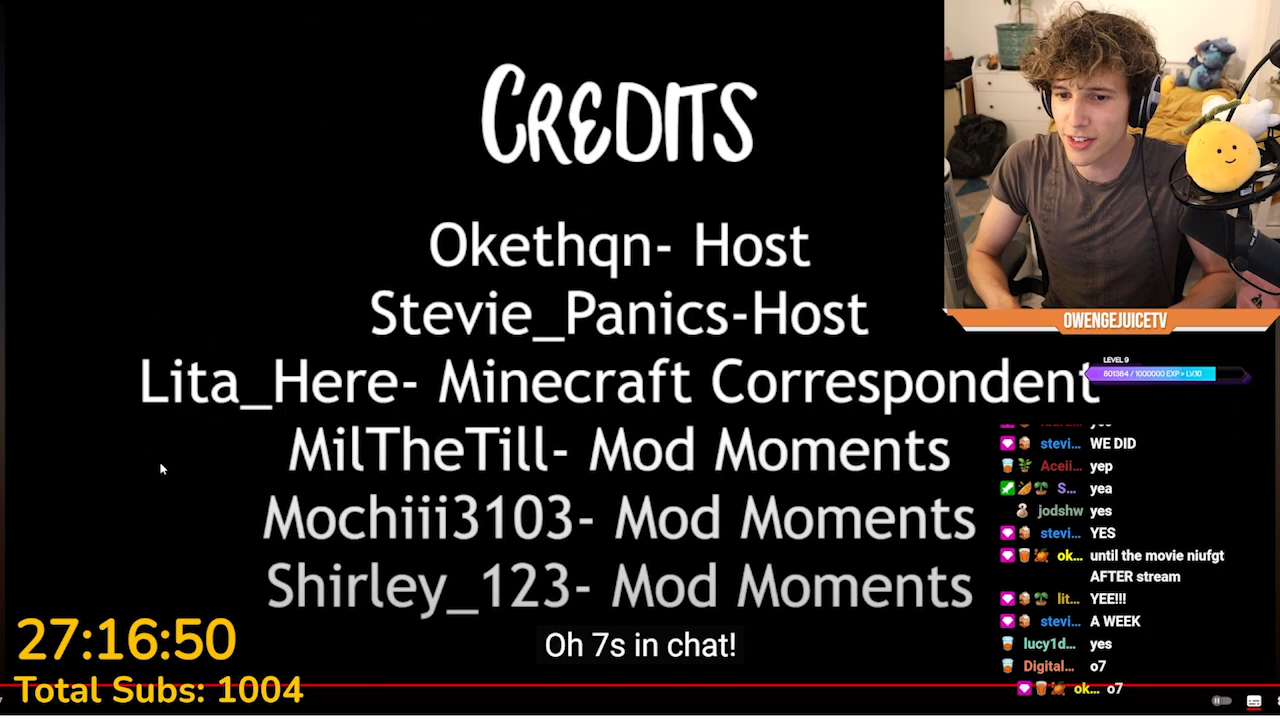 CREDITS
Okethqn- Host
Stevie_Panics-Host
Lita_Here- Minecraft Correspondent
MilTheTill- Mod Moments
Mochiii3103- Mod Moments
Shirley_123- Mod Moments
Oh 7s in chat!
27:16:50
Total Subs: 1004
OWENGEJUICETV
LEVEL 9
801384 / 1000000 EXP > LV.10
stevi... WE DID
Aceii... yep
S... yea
jodshw yes
stevi... YES
ok... until the movie niufgt
AFTER stream
lit... YEE!!!
stevi... A WEEK
lucy1d... yes
Digital... o7
ok... o7